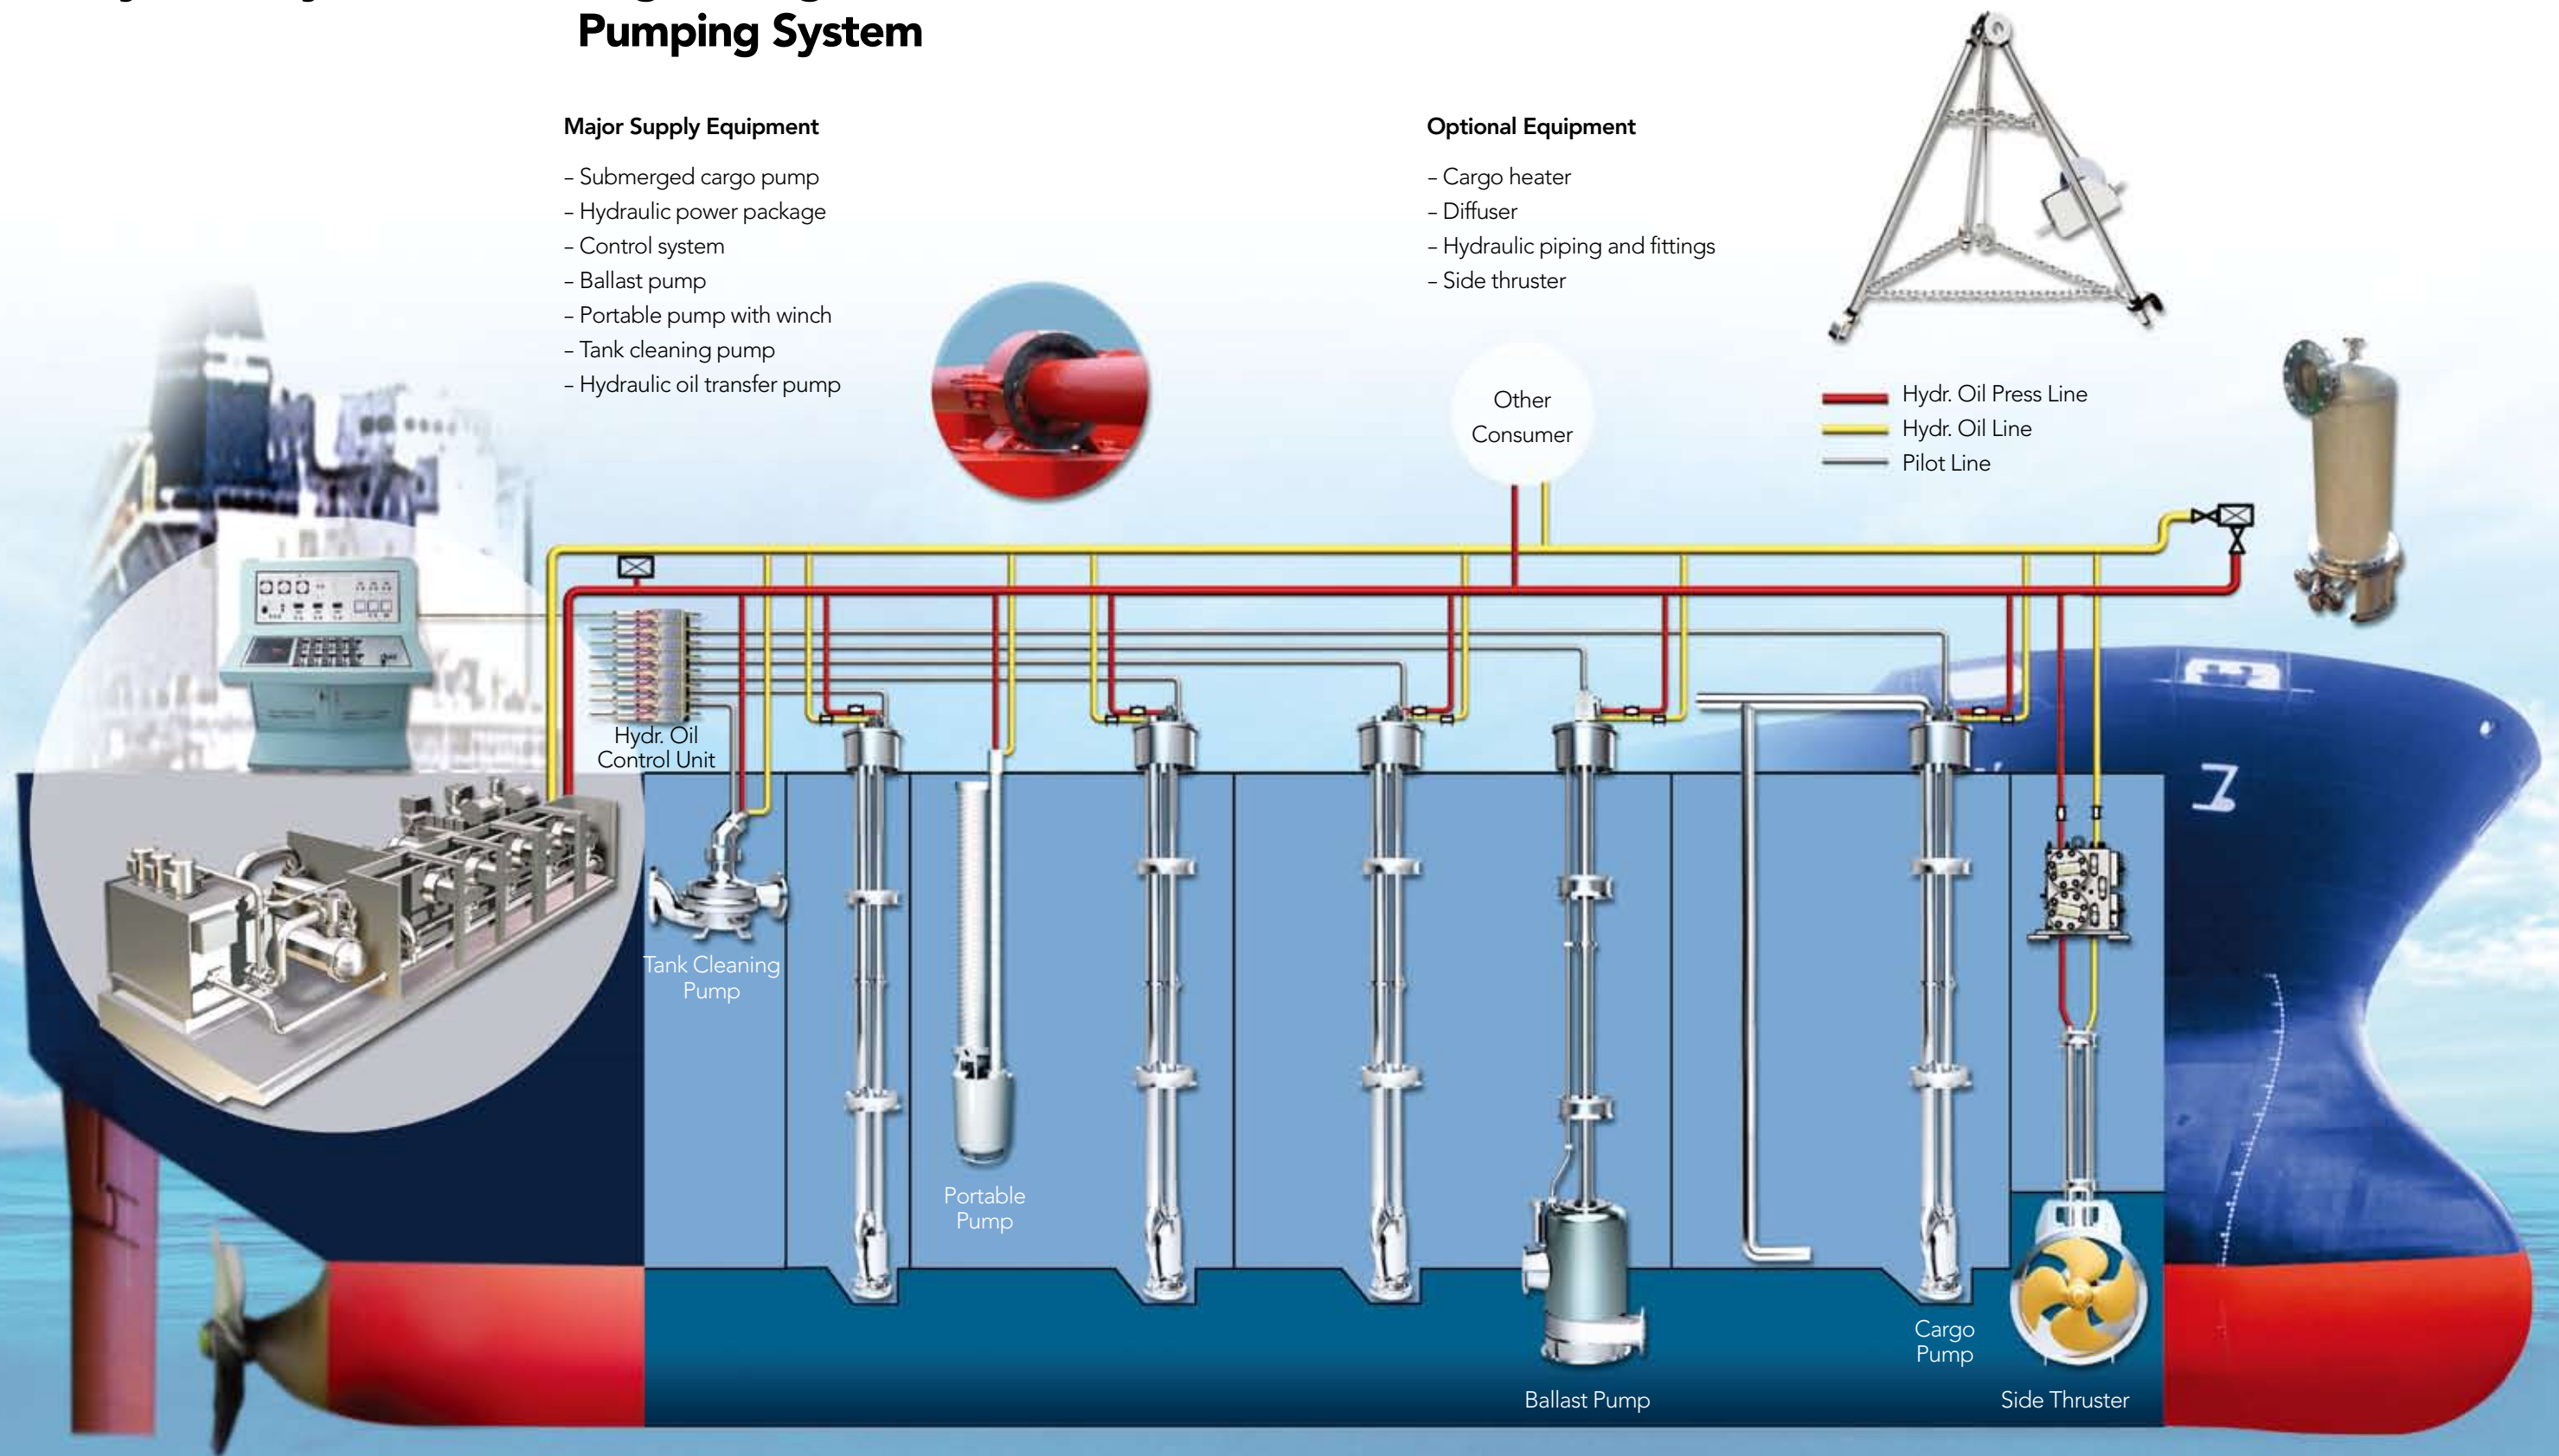 Pumping System
Major Supply Equipment
– Submerged cargo pump
– Hydraulic power package
– Control system
– Ballast pump
– Portable pump with winch
– Tank cleaning pump
– Hydraulic oil transfer pump
Optional Equipment
– Cargo heater
– Diffuser
– Hydraulic piping and fittings
– Side thruster
Other
Consumer
Hydr. Oil Press Line
Hydr. Oil Line
Pilot Line
Hydr. Oil
Control Unit
Tank Cleaning
Pump
Portable
Pump
Ballast Pump
Cargo
Pump
Side Thruster